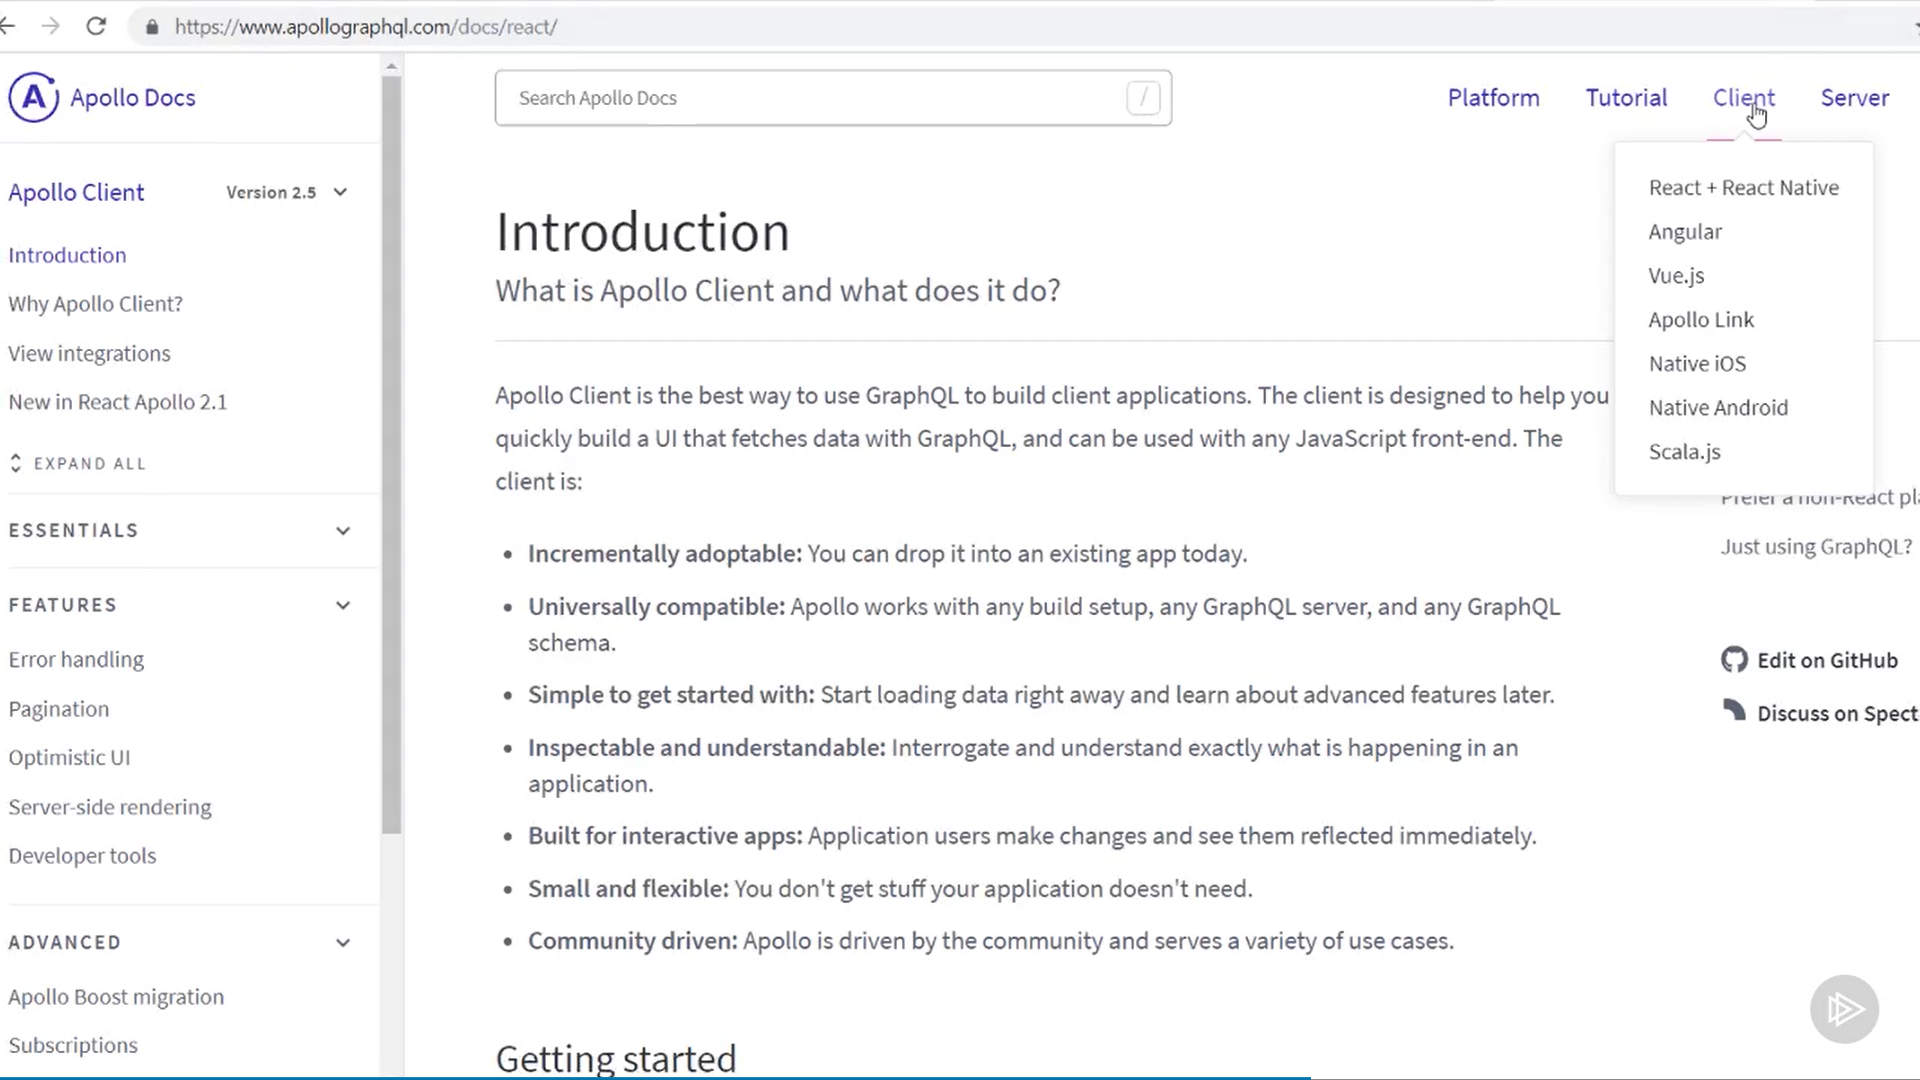 https://www.apollographql.com/docs/react/
Apollo Docs
Search Apollo Docs
/
Platform
Tutorial
Client
Server
React + React Native
Angular
Vue.js
Apollo Link
Native iOS
Native Android
Scala.js
Apollo Client
Version 2.5
Introduction
Why Apollo Client?
View integrations
New in React Apollo 2.1
EXPAND ALL
ESSENTIALS
FEATURES
Error handling
Pagination
Optimistic UI
Server-side rendering
Developer tools
ADVANCED
Apollo Boost migration
Subscriptions
Introduction
What is Apollo Client and what does it do?
Apollo Client is the best way to use GraphQL to build client applications. The client is designed to help you
quickly build a UI that fetches data with GraphQL, and can be used with any JavaScript front-end. The
client is:
• Incrementally adoptable: You can drop it into an existing app today.
• Universally compatible: Apollo works with any build setup, any GraphQL server, and any GraphQL
schema.
• Simple to get started with: Start loading data right away and learn about advanced features later.
• Inspectable and understandable: Interrogate and understand exactly what is happening in an
application.
• Built for interactive apps: Application users make changes and see them reflected immediately.
• Small and flexible: You don't get stuff your application doesn't need.
• Community driven: Apollo is driven by the community and serves a variety of use cases.
Getting started
Prefer a non-React pla
Just using GraphQL?
Edit on GitHub
Discuss on Spect